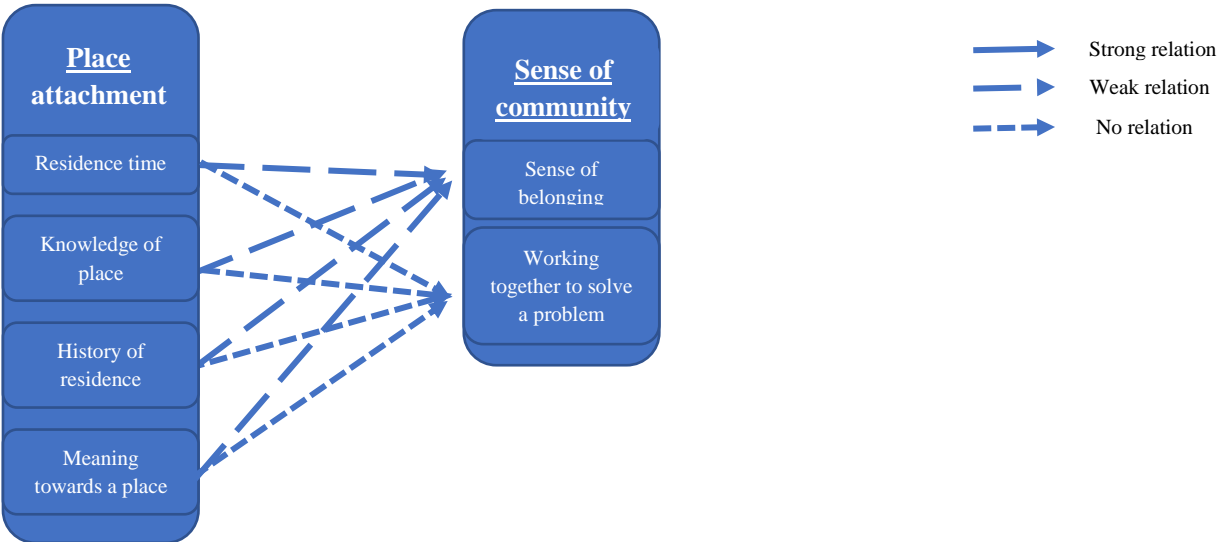 Place
attachment
Residence time
Knowledge of
place
History of
residence
Meaning
towards a place
Sense of
community
Sense of
belonging
Working
together to solve
a problem
Strong relation
Weak relation
No relation